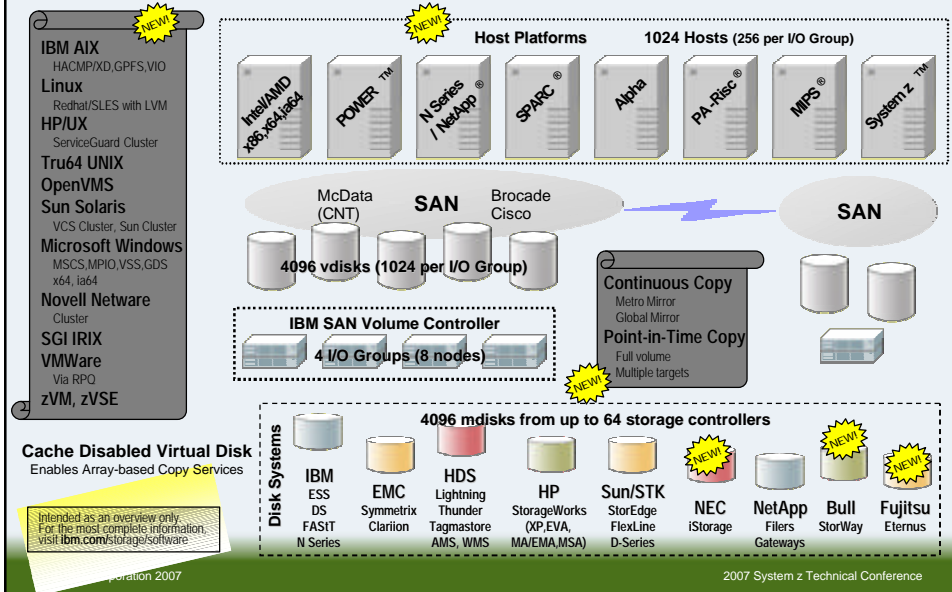 NEW!
IBM AIX
HACMP/XD,GPFS,VIO
Linux
Redhat/SLES with LVM
HP/UX
ServiceGuard Cluster
Tru64 UNIX
OpenVMS
Sun Solaris
VCS Cluster, Sun Cluster
Microsoft Windows
MSCS,MPIO,VSS,GDS
x64, ia64
Novell Netware
Cluster
SGI IRIX
VMWare
Via RPQ
zVM, zVSE
NEW!
Host Platforms 1024 Hosts (256 per I/O Group)
Intel/AMD
x86,x64,ia64
POWER™
N Series
/ NetApp®
SPARC®
Alpha
PA-Risc®
MIPS®
System z™
McData
(CNT)
SAN
Brocade
Cisco
SAN
4096 vdisks (1024 per I/O Group)
IBM SAN Volume Controller
4 I/O Groups (8 nodes)
Continuous Copy
Metro Mirror
Global Mirror
Point-in-Time Copy
Full volume
Multiple targets
NEW!
4096 mdisks from up to 64 storage controllers
Disk Systems
IBM
ESS
DS
FAStT
N Series
EMC
Symmetrix
Clariion
HDS
Lightning
Thunder
Tagmastore
AMS, WMS
HP
StorageWorks
(XP,EVA,
MA/EMA,MSA)
Sun/STK
StorEdge
FlexLine
D-Series
NEW!
NEC
iStorage
NetApp
Filers
Gateways
NEW!
Bull
StorWay
NEW!
Fujitsu
Eternus
Cache Disabled Virtual Disk
Enables Array-based Copy Services
Intended as an overview only.
For the most complete information,
visit ibm.com/storage/software
oration 2007
2007 System z Technical Conference